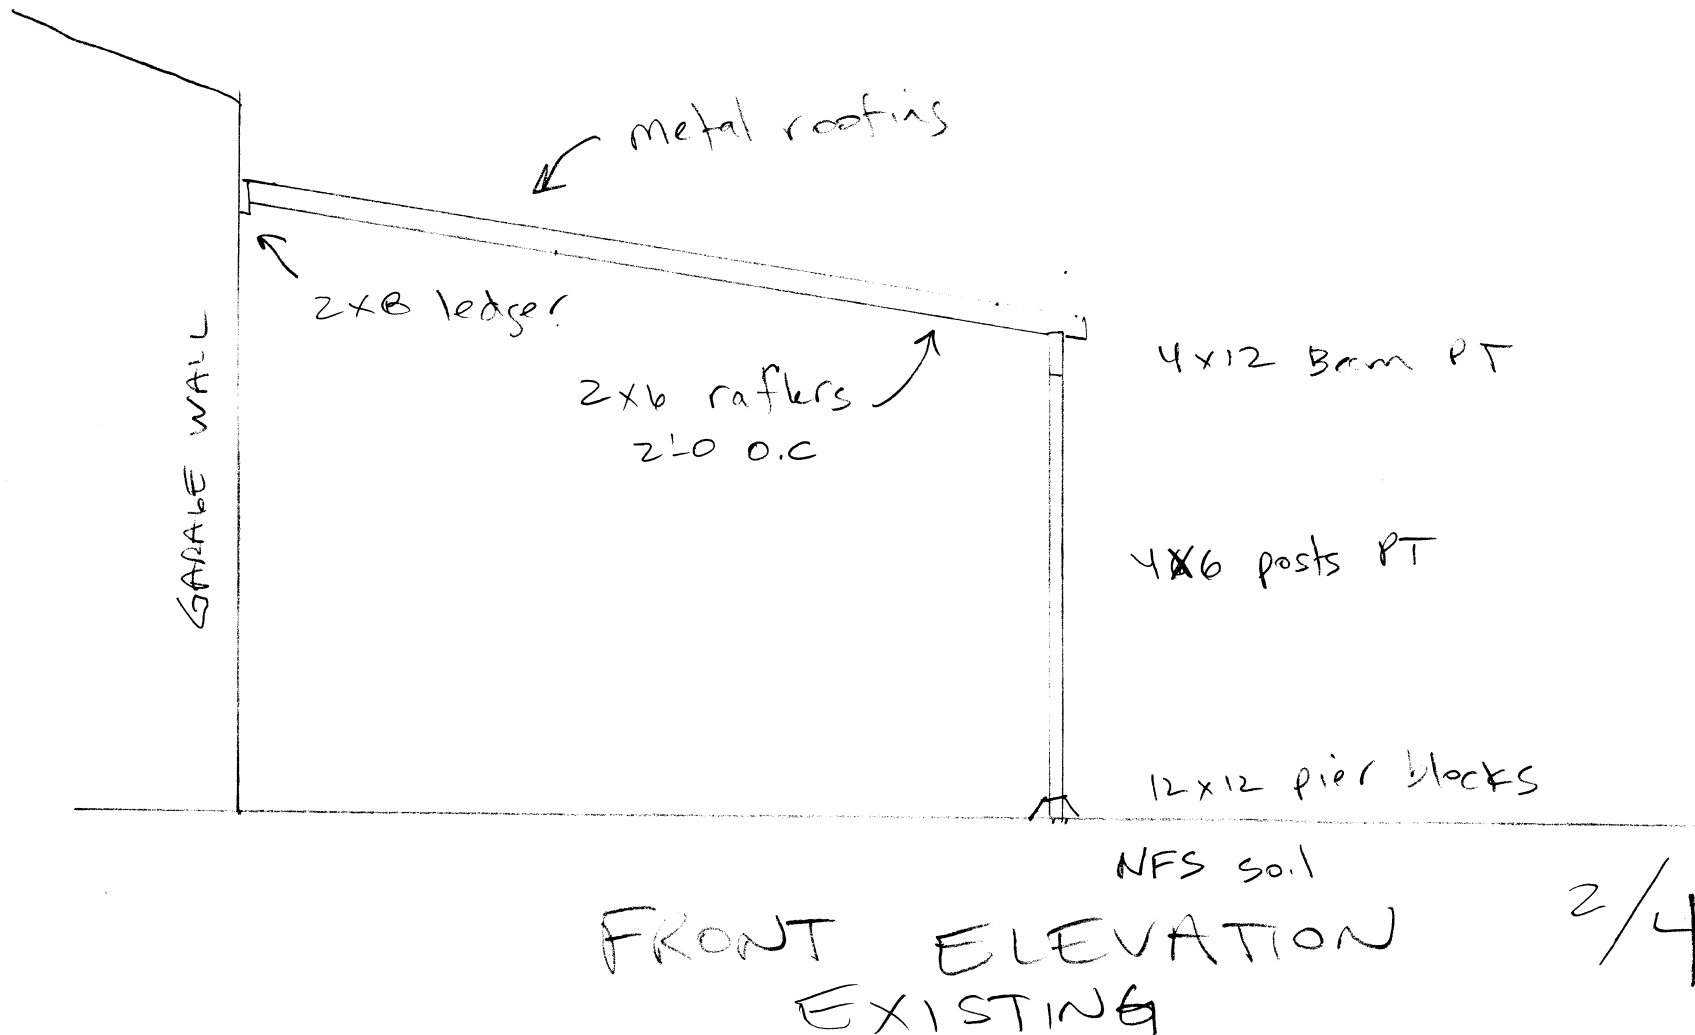 metal roofing
2x8 ledger
2x6 rafters
2'-0 O.C
GARAGE WALL
4x12 Beam PT
4x6 posts PT
12x12 pier blocks
NFS soil
FRONT ELEVATION
EXISTING
2/4